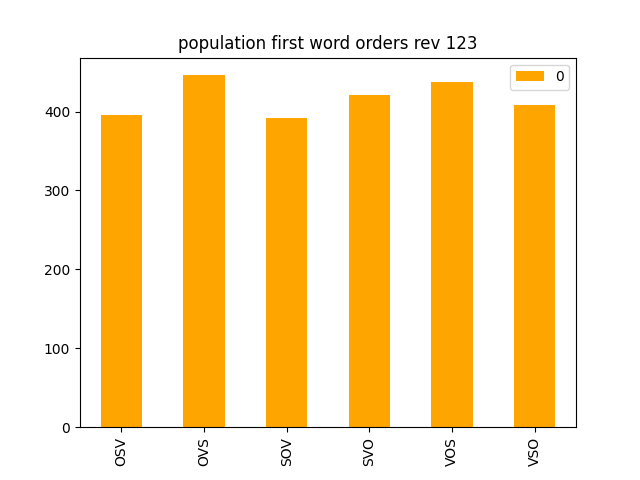 population first word orders rev 123
0
400
300
200
100
0
OSV
OVS
SOV
SVO
VOS
VSO